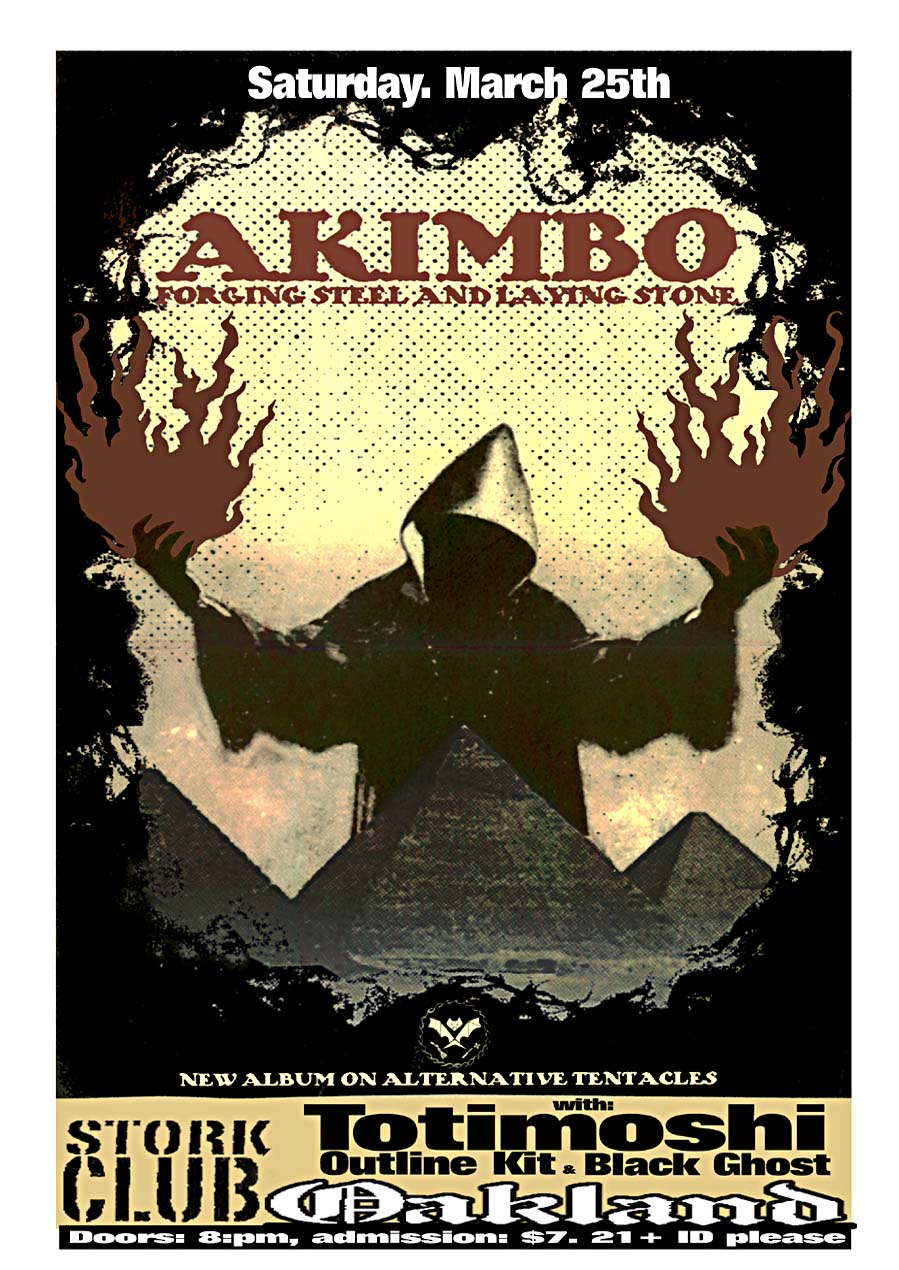 Saturday. March 25th
AKIMBO
FORGING STEEL AND LAYING STONE
NEW ALBUM ON ALTERNATIVE TENTACLES
STORK
CLUB
with:
Totimoshi
Outline Kit & Black Ghost
Oakland
Doors: 8:pm, admission: $7. 21+ ID please